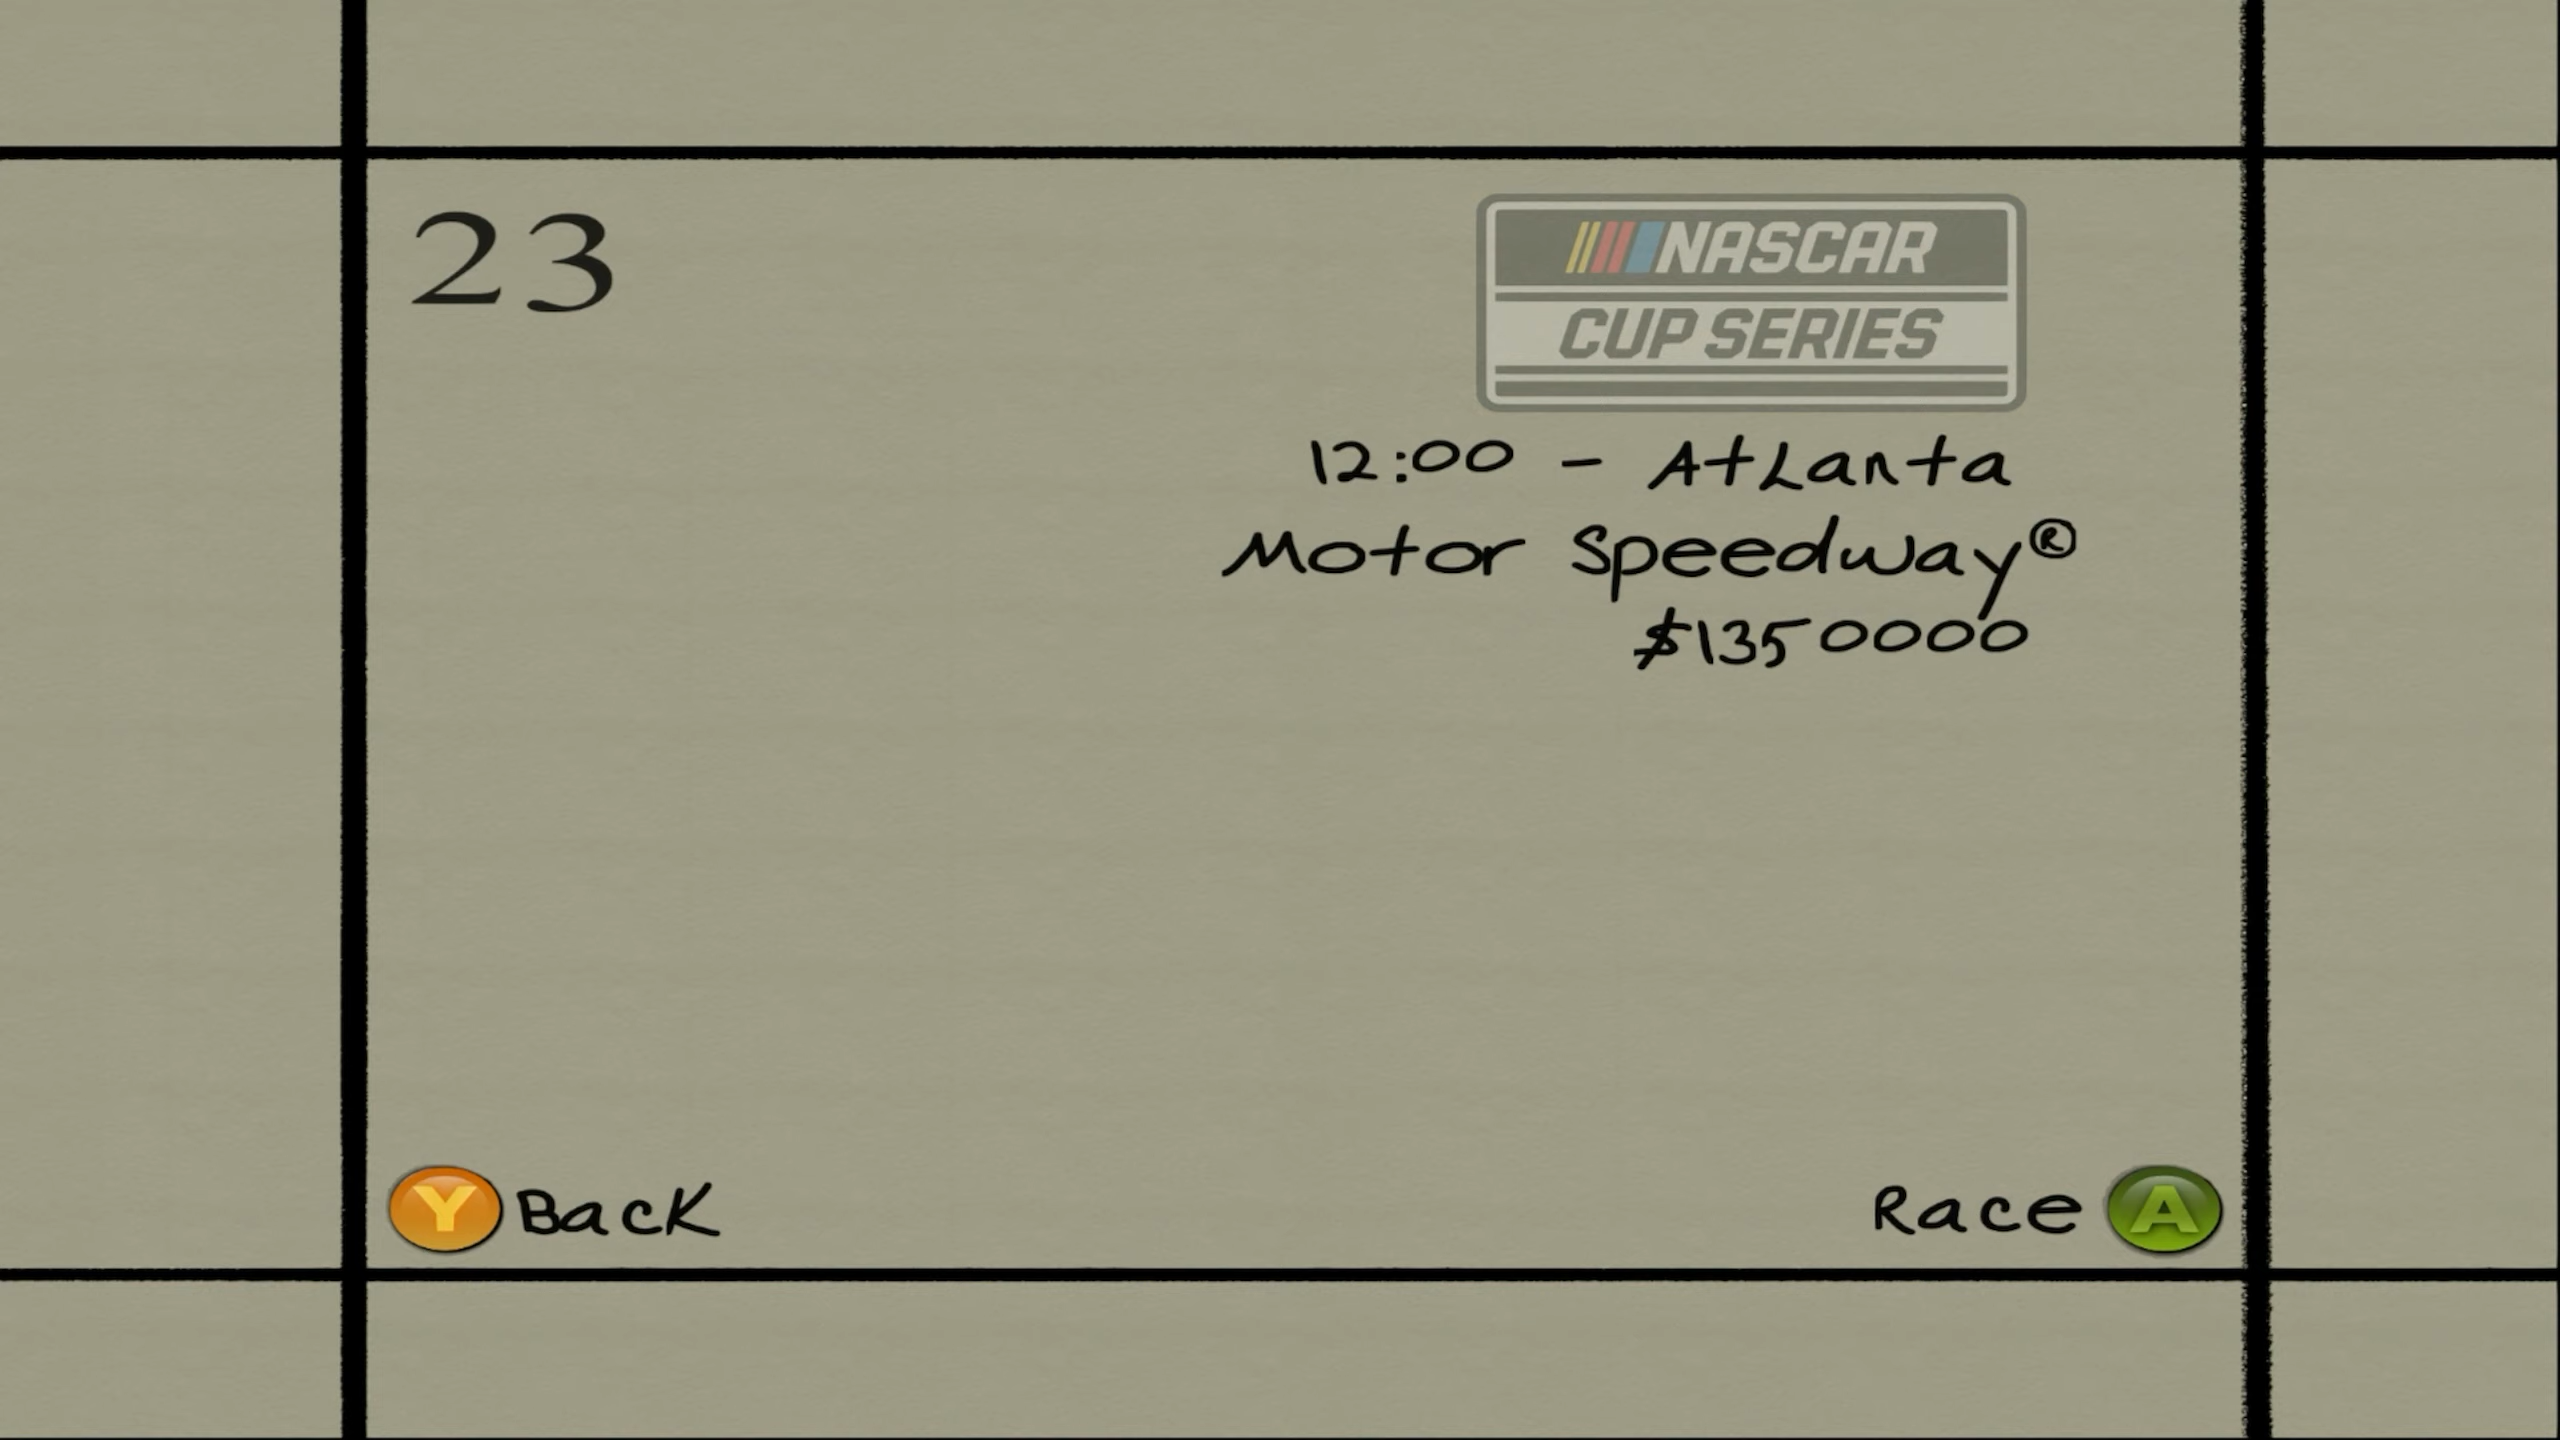 23
NASCAR
CUP SERIES
12:00 - Atlanta
Motor Speedway®
$1350000
Y Back
Race A